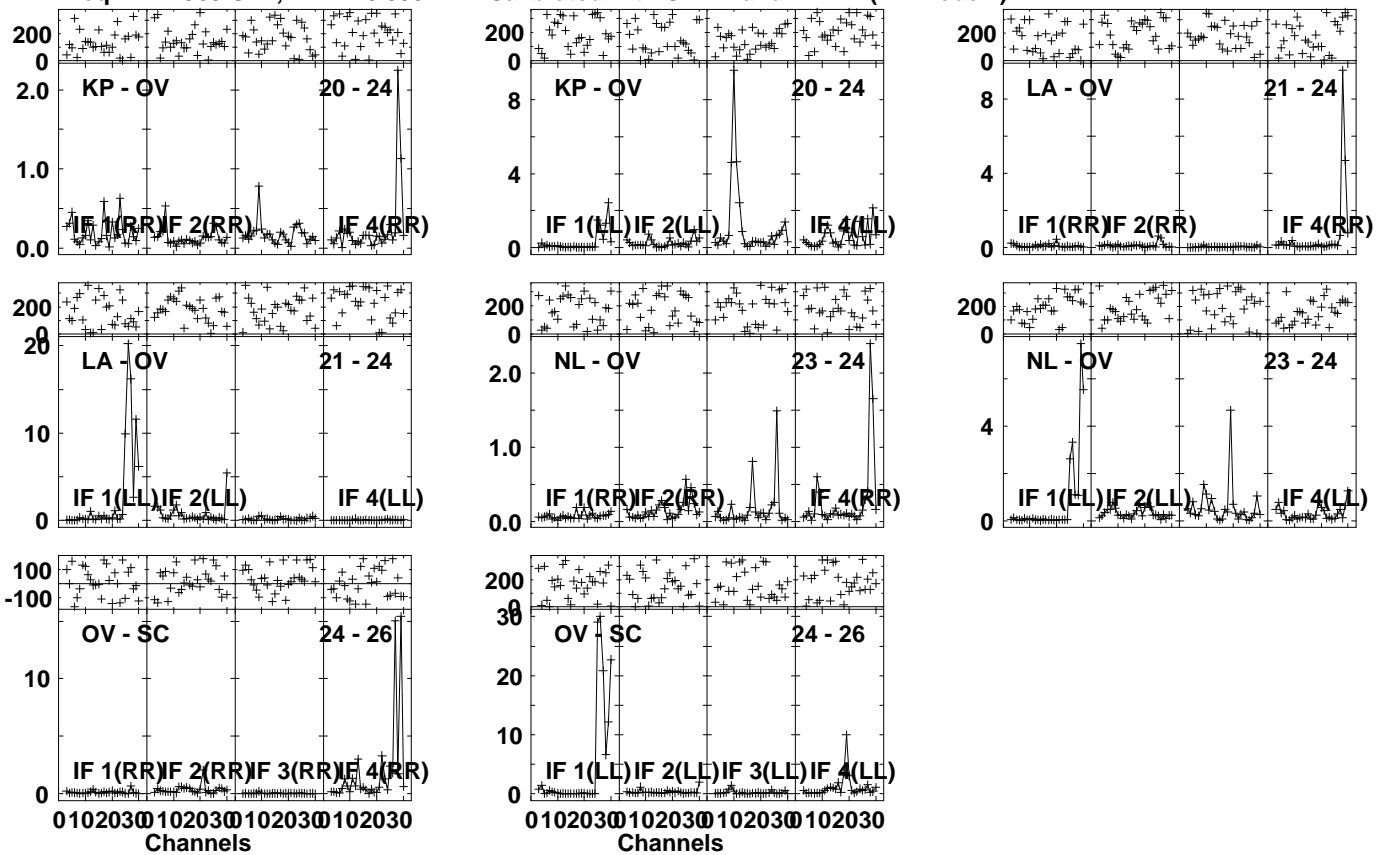 200
0
2.0
1.0
0.0
KP - OV
20 - 24
IF 1(RR)
IF 2(RR)
IF 4(RR)
200
0
8
4
0
KP - OV
20 - 24
IF 1(LL)
IF 2(LL)
IF 4(LL)
200
0
8
4
0
LA - OV
21 - 24
IF 1(RR)
IF 2(RR)
IF 4(RR)
200
0
20
10
0
LA - OV
21 - 24
IF 1(LL)
IF 2(LL)
IF 4(LL)
200
0
2.0
1.0
0.0
NL - OV
23 - 24
IF 1(RR)
IF 2(RR)
IF 4(RR)
200
0
4
0
NL - OV
23 - 24
IF 1(LL)
IF 2(LL)
IF 4(LL)
100
-100
10
0
OV - SC
24 - 26
IF 1(RR)
IF 2(RR)
IF 3(RR)
IF 4(RR)
0102030 0102030 0102030 0102030
Channels
200
0
30
20
10
0
OV - SC
24 - 26
IF 1(LL)
IF 2(LL)
IF 3(LL)
IF 4(LL)
0102030 0102030 0102030 0102030
Channels